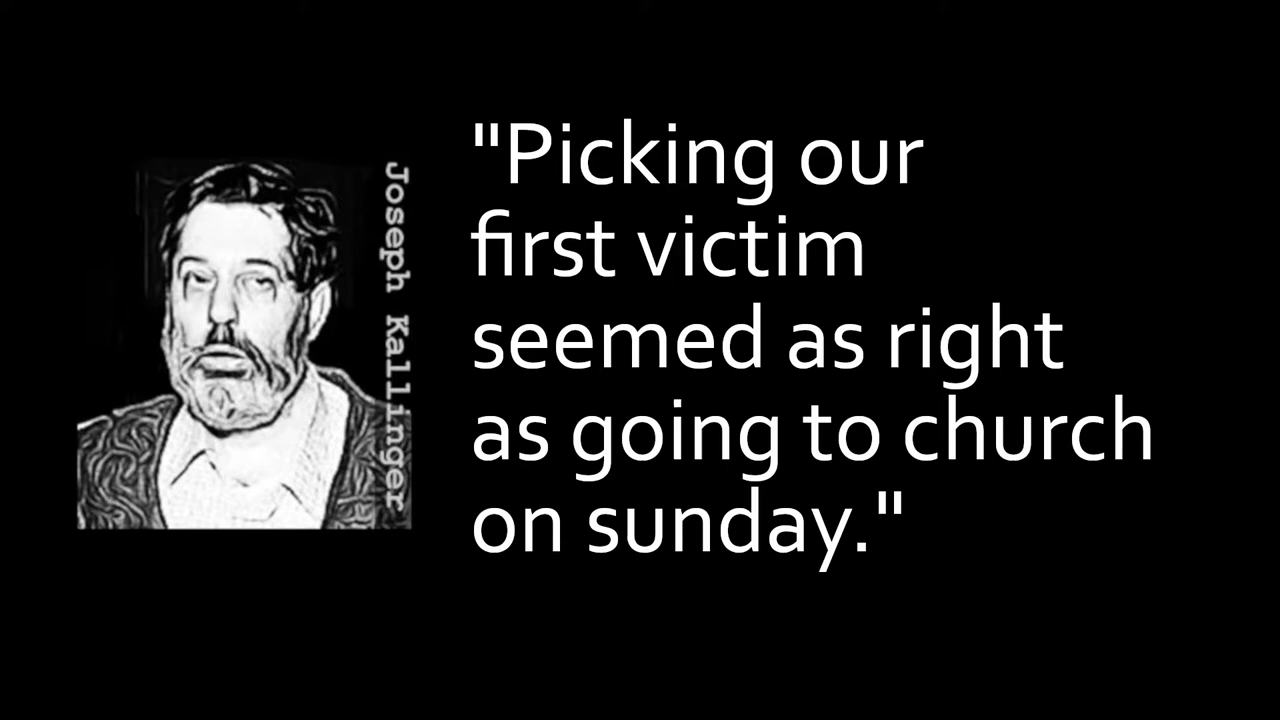 Joseph Kallinger
"Picking our
first victim
seemed as right
as going to church
on sunday."